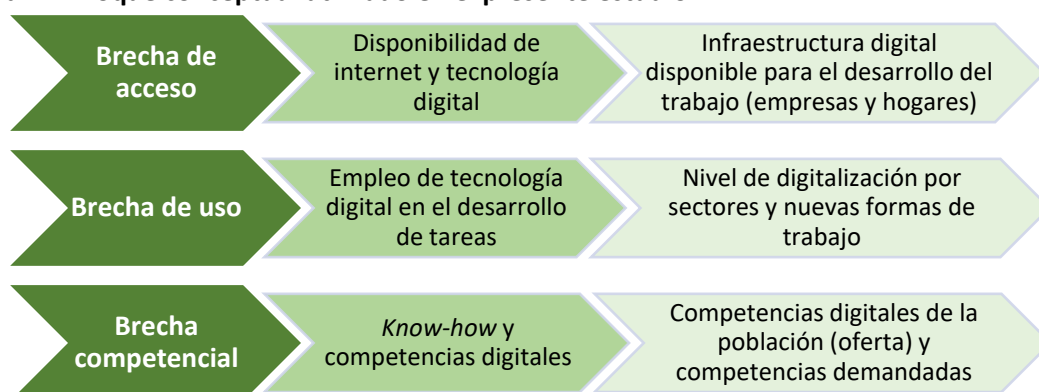 Brecha de
acceso
Disponibilidad de
internet y tecnología
digital
Infraestructura digital
disponible para el desarrollo del
trabajo (empresas y hogares)
Brecha de uso
Empleo de tecnología
digital en el desarrollo
de tareas
Nivel de digitalización por
sectores y nuevas formas de
trabajo
Brecha
competencial
Know-how y
competencias digitales
Competencias digitales de la
población (oferta) y
competencias demandadas